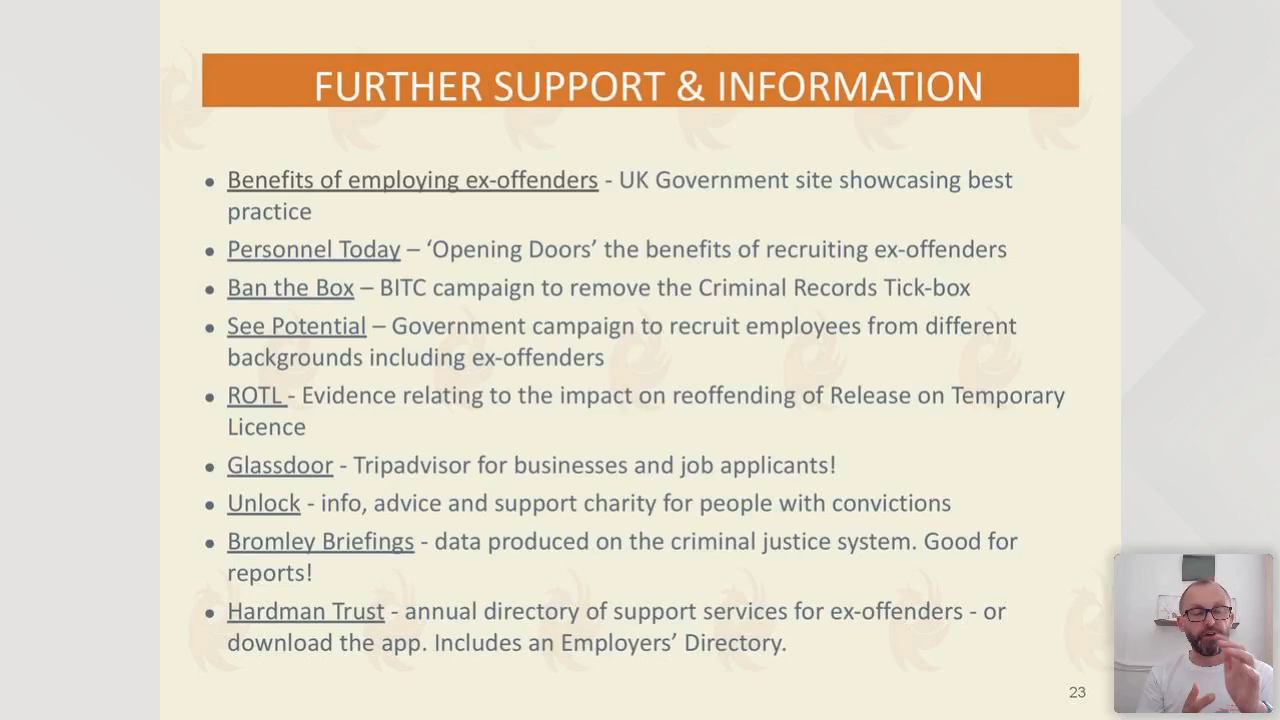 FURTHER SUPPORT & INFORMATION
• Benefits of employing ex-offenders - UK Government site showcasing best
practice
• Personnel Today – ‘Opening Doors’ the benefits of recruiting ex-offenders
• Ban the Box – BITC campaign to remove the Criminal Records Tick-box
• See Potential – Government campaign to recruit employees from different
backgrounds including ex-offenders
• ROTL - Evidence relating to the impact on reoffending of Release on Temporary
Licence
• Glassdoor - Tripadvisor for businesses and job applicants!
• Unlock - info, advice and support charity for people with convictions
• Bromley Briefings - data produced on the criminal justice system. Good for
reports!
• Hardman Trust - annual directory of support services for ex-offenders - or
download the app. Includes an Employers’ Directory.
23